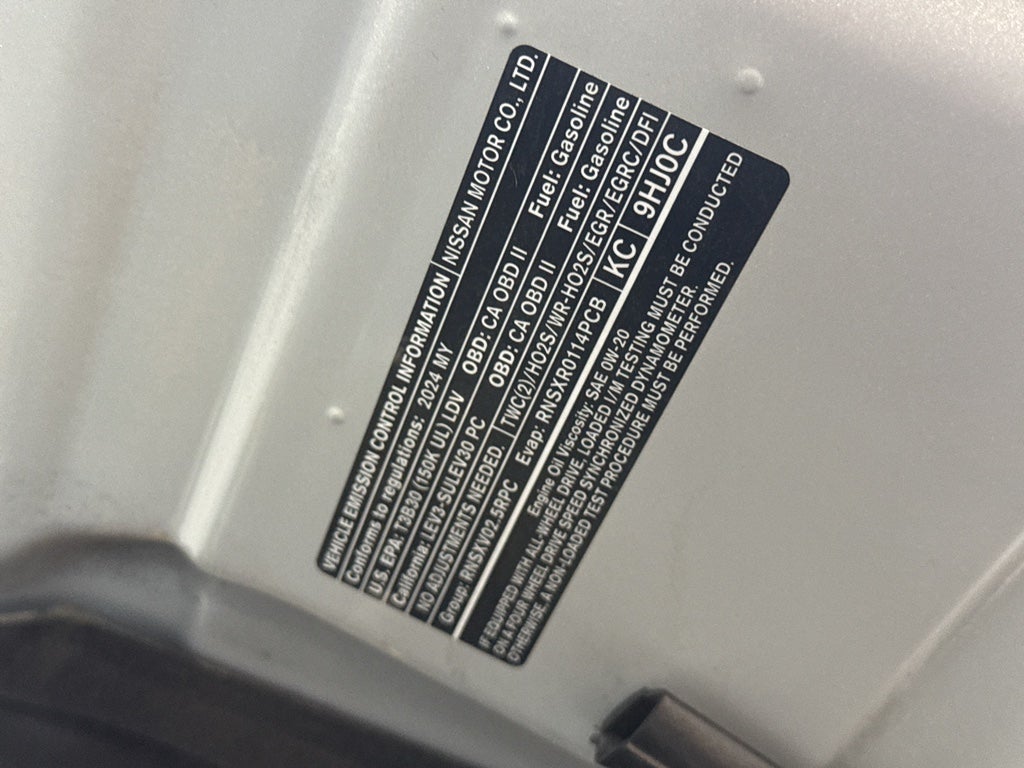 VEHICLE EMISSION CONTROL INFORMATION NISSAN MOTOR CO., LTD.
Conforms to regulations: 2024 MY
U.S. EPA: T3B30 (150K UL) LDV OBD: CA OBD II Fuel: Gasoline
California: LEV3-SULEV30 PC OBD: CA OBD II Fuel: Gasoline
NO ADJUSTMENTS NEEDED. TWC(2)/HO2S/WR-HO2S/EGR/EGRC/DFI
Group: RNSXV02.5RPC Evap: RNSXR0114PCB KC 9HJ0C
Engine Oil Viscosity: SAE 0W-20
IF EQUIPPED WITH ALL-WHEEL DRIVE, LOADED I/M TESTING MUST BE CONDUCTED
ON A FOUR WHEEL DRIVE SPEED SYNCHRONIZED DYNAMOMETER.
OTHERWISE, A NON-LOADED TEST PROCEDURE MUST BE PERFORMED.